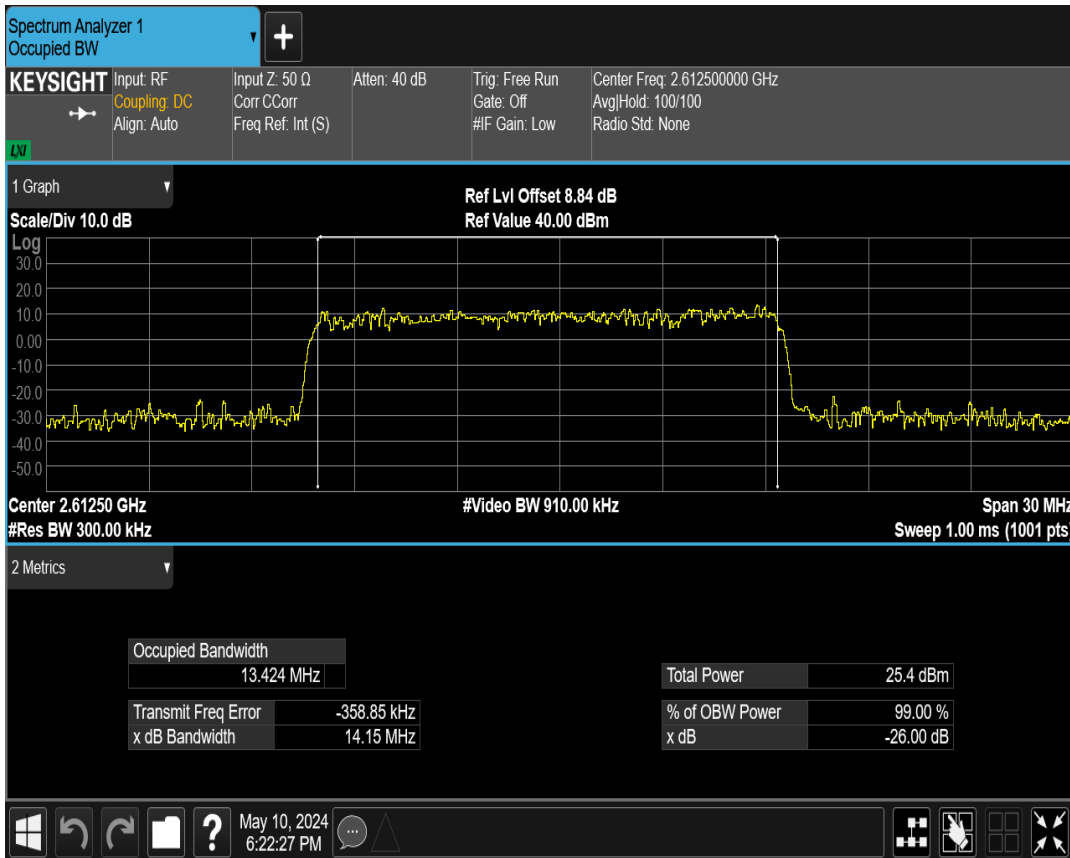 Spectrum Analyzer 1
Occupied BW
+
KEYSIGHT
LXI
Input: RF
Coupling: DC
Align: Auto
Input Z: 50 Ω
Corr CCorr
Freq Ref: Int (S)
Atten: 40 dB
Trig: Free Run
Gate: Off
#IF Gain: Low
Center Freq: 2.612500000 GHz
Avg|Hold: 100/100
Radio Std: None
1 Graph
Scale/Div 10.0 dB
Ref Lvl Offset 8.84 dB
Ref Value 40.00 dBm
Log
30.0
20.0
10.0
0.00
-10.0
-20.0
-30.0
-40.0
-50.0
Center 2.61250 GHz
#Res BW 300.00 kHz
#Video BW 910.00 kHz
Span 30 MHz
Sweep 1.00 ms (1001 pts)
2 Metrics
Occupied Bandwidth
13.424 MHz
Transmit Freq Error -358.85 kHz
x dB Bandwidth 14.15 MHz
Total Power 25.4 dBm
% of OBW Power 99.00 %
x dB -26.00 dB
?
May 10, 2024
6:22:27 PM